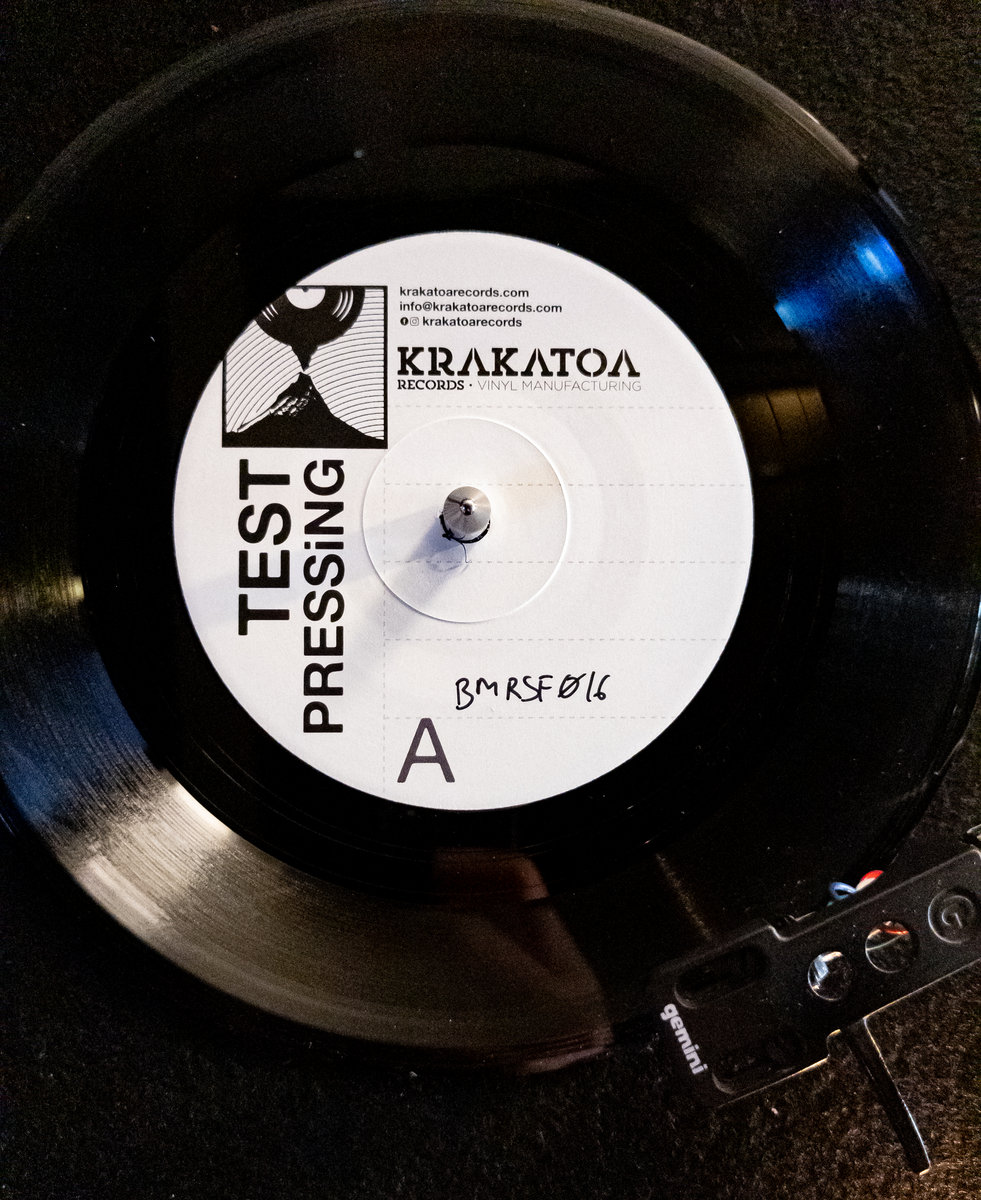 krakatoarecords.com
info@krakatoarecords.com
krakatoarecords
KRAKATOA
RECORDS • VINYL MANUFACTURING
TEST
PRESSiNG
BMRSFØ16
A
gemini
G